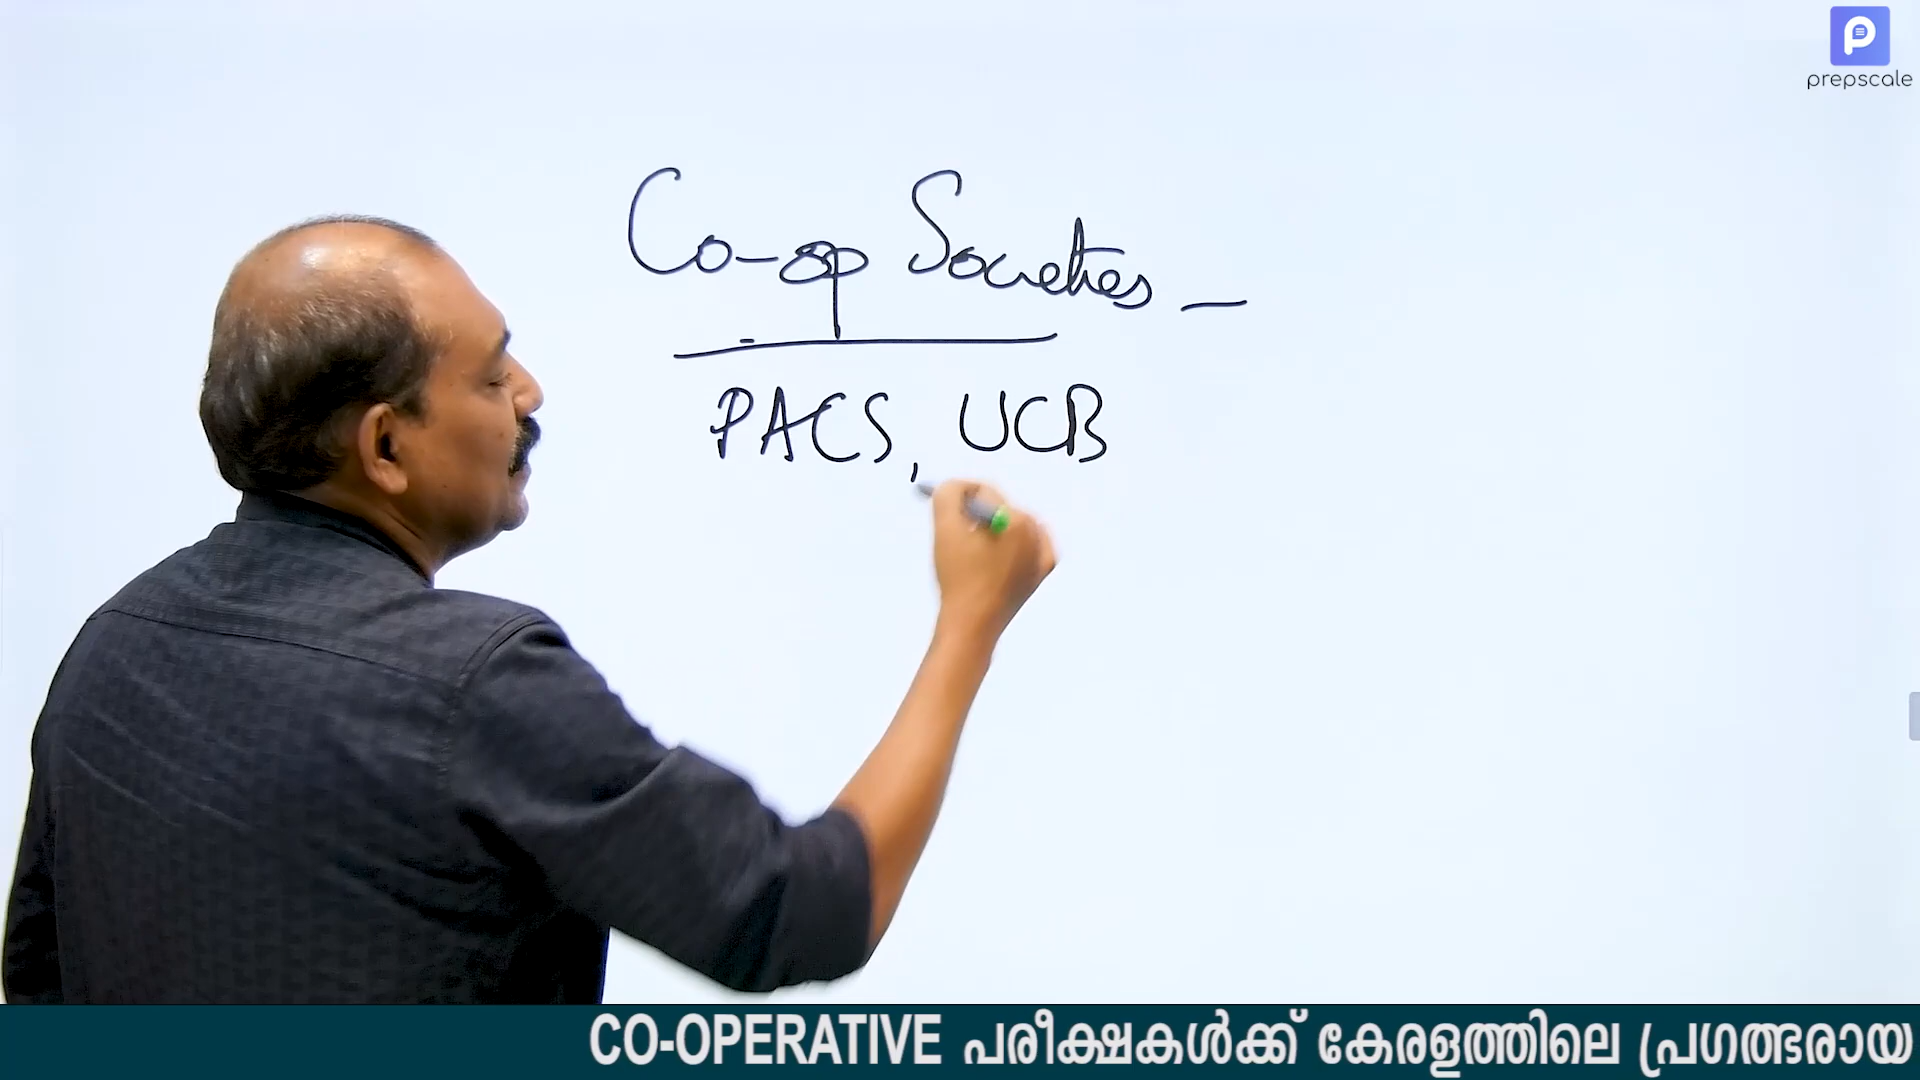 prepscale
Co-op Societies -
PACS, UCB
CO-OPERATIVE പരീക്ഷകൾക്ക് കേരളത്തിലെ പ്രഗത്ഭരായ